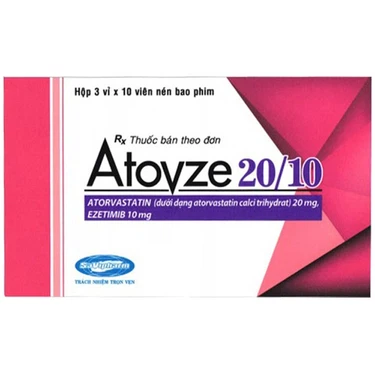 Hộp 3 vỉ x 10 viên nén bao phim
Rx Thuốc bán theo đơn
Atovze 20/10
ATORVASTATIN (dưới dạng atorvastatin calci trihydrat) 20 mg,
EZETIMIB 10 mg
SaViPharm
TRÁCH NHIỆM TRỌN VẸN